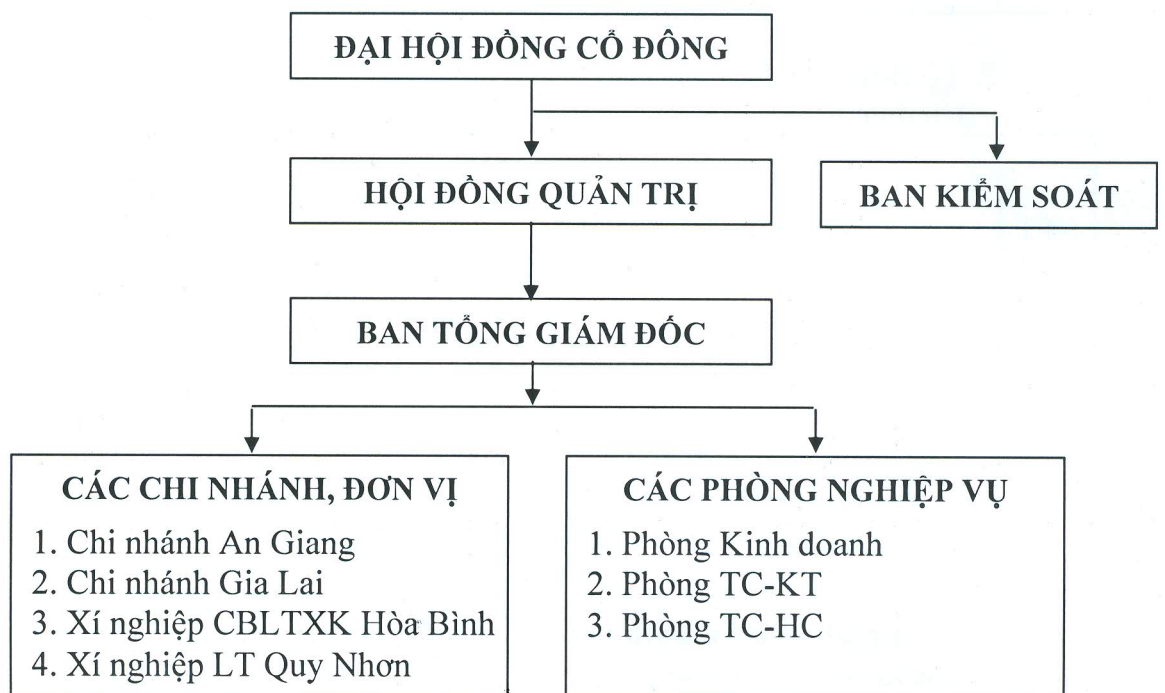 ĐẠI HỘI ĐỒNG CỔ ĐÔNG
HỘI ĐỒNG QUẢN TRỊ
BAN KIỂM SOÁT
BAN TỔNG GIÁM ĐỐC
CÁC CHI NHÁNH, ĐƠN VỊ
1. Chi nhánh An Giang
2. Chi nhánh Gia Lai
3. Xí nghiệp CBLTXK Hòa Bình
4. Xí nghiệp LT Quy Nhơn
CÁC PHÒNG NGHIỆP VỤ
1. Phòng Kinh doanh
2. Phòng TC-KT
3. Phòng TC-HC